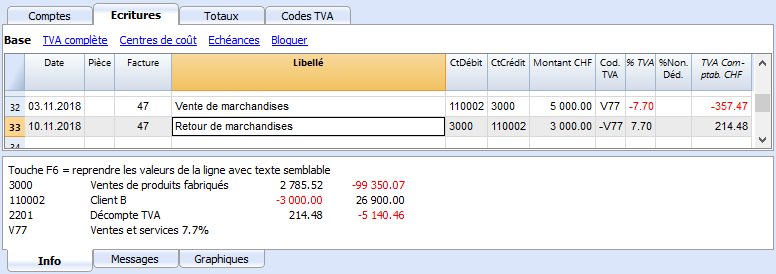 Comptes Ecritures Totaux Codes TVA
Base TVA complète Centres de coût Echéances Bloquer
Date Pièce Facture Libellé CtDébit CtCrédit Montant CHF Cod. TVA % TVA %Non. Déd. TVA Com- ptab. CHF
32 03.11.2018 47 Vente de marchandises 110002 3000 5 000.00 V77 -7.70 -357.47
33 10.11.2018 47 Retour de marchandises 3000 110002 3 000.00 -V77 7.70 214.48
34
Touche F6 = reprendre les valeurs de la ligne avec texte semblable
3000 Ventes de produits fabriqués 2 785.52 -99 350.07
110002 Client B -3 000.00 26 900.00
2201 Décompte TVA 214.48 -5 140.46
V77 Ventes et services 7.7%
Info Messages Graphiques